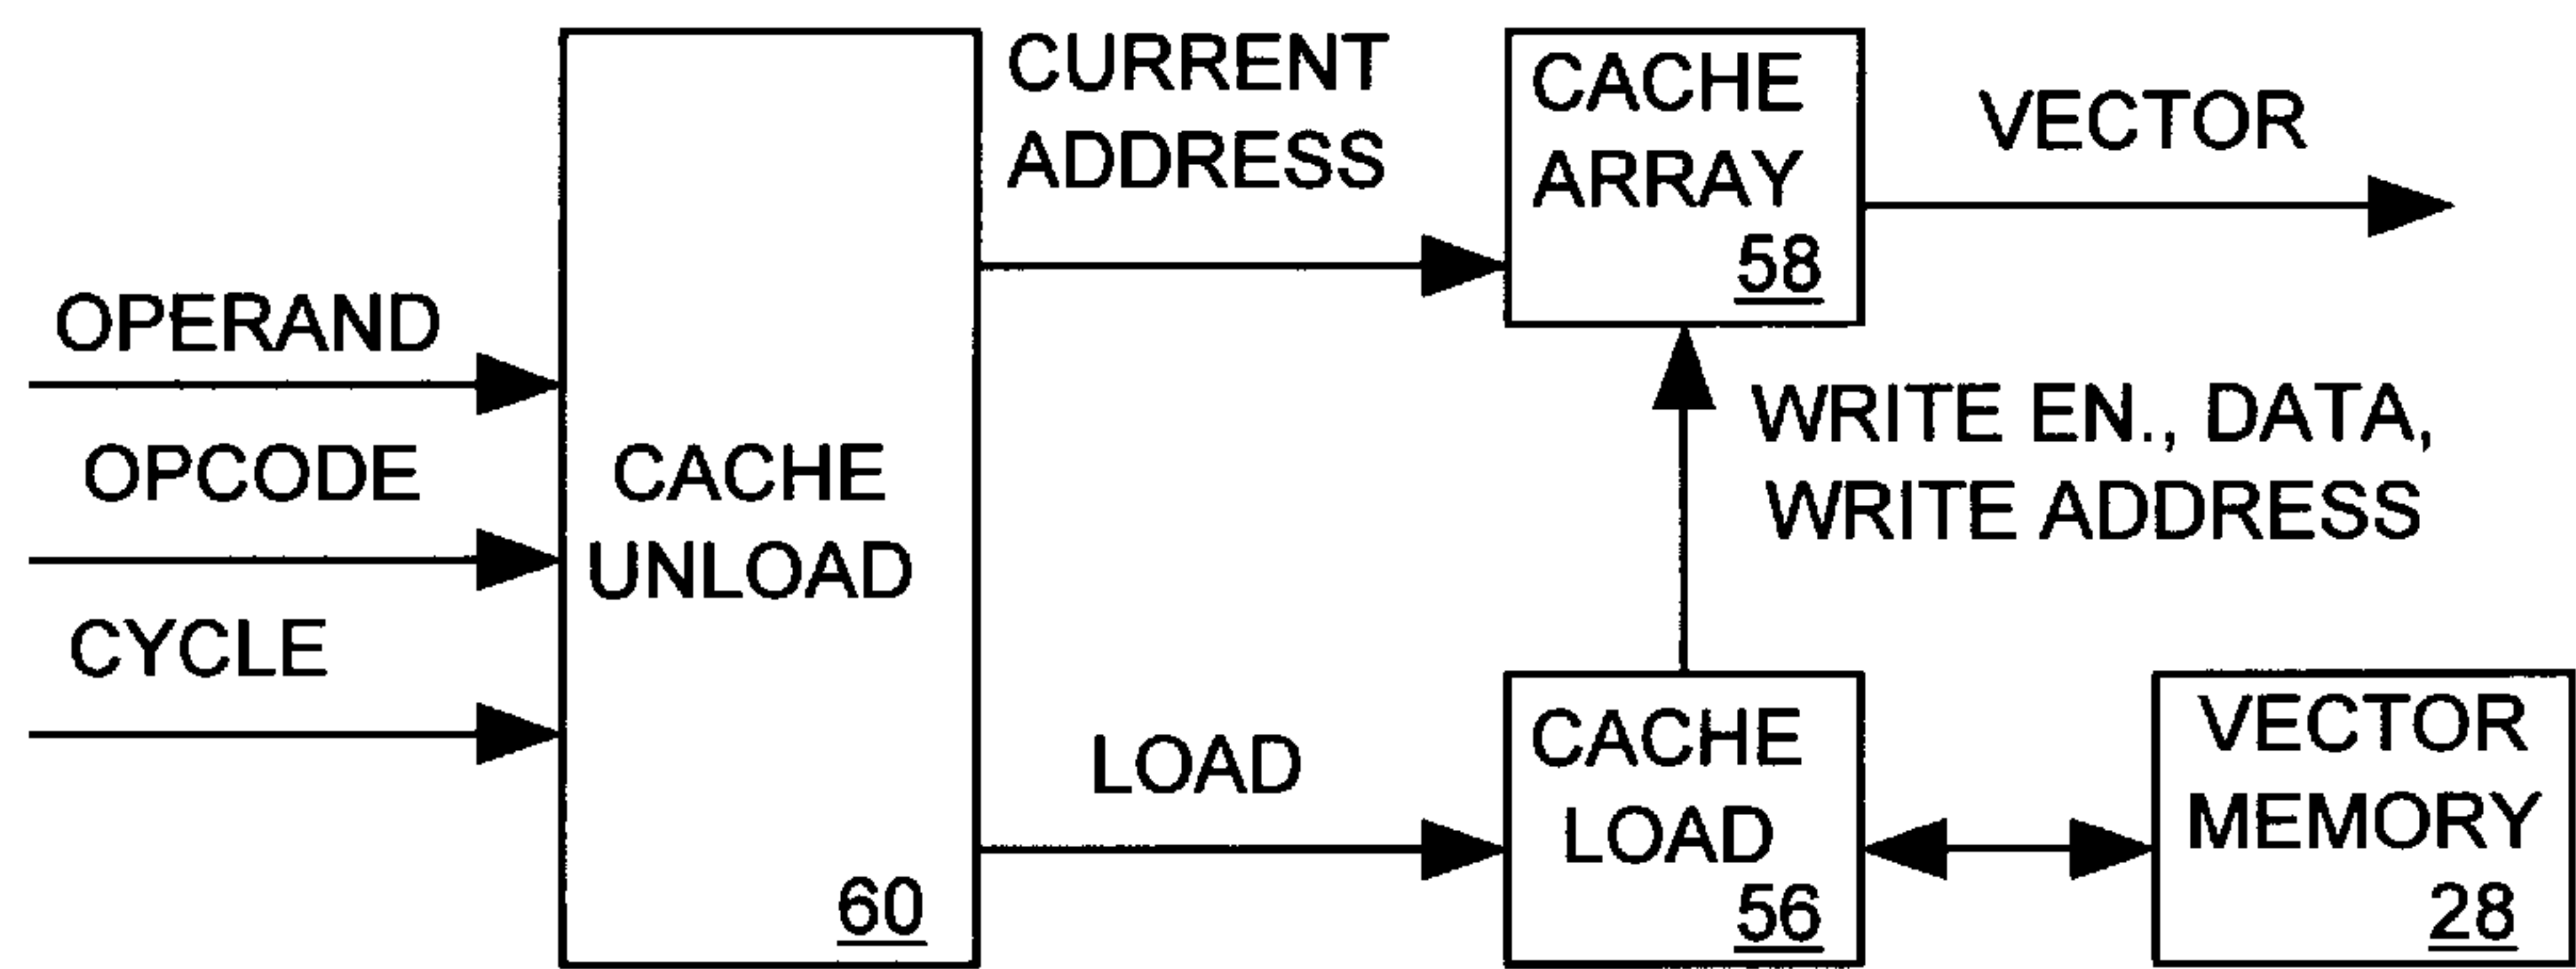 OPERAND
OPCODE
CYCLE
CACHE
UNLOAD
60
CURRENT
ADDRESS
LOAD
CACHE
ARRAY
58
VECTOR
WRITE EN., DATA,
WRITE ADDRESS
CACHE
LOAD
56
VECTOR
MEMORY
28